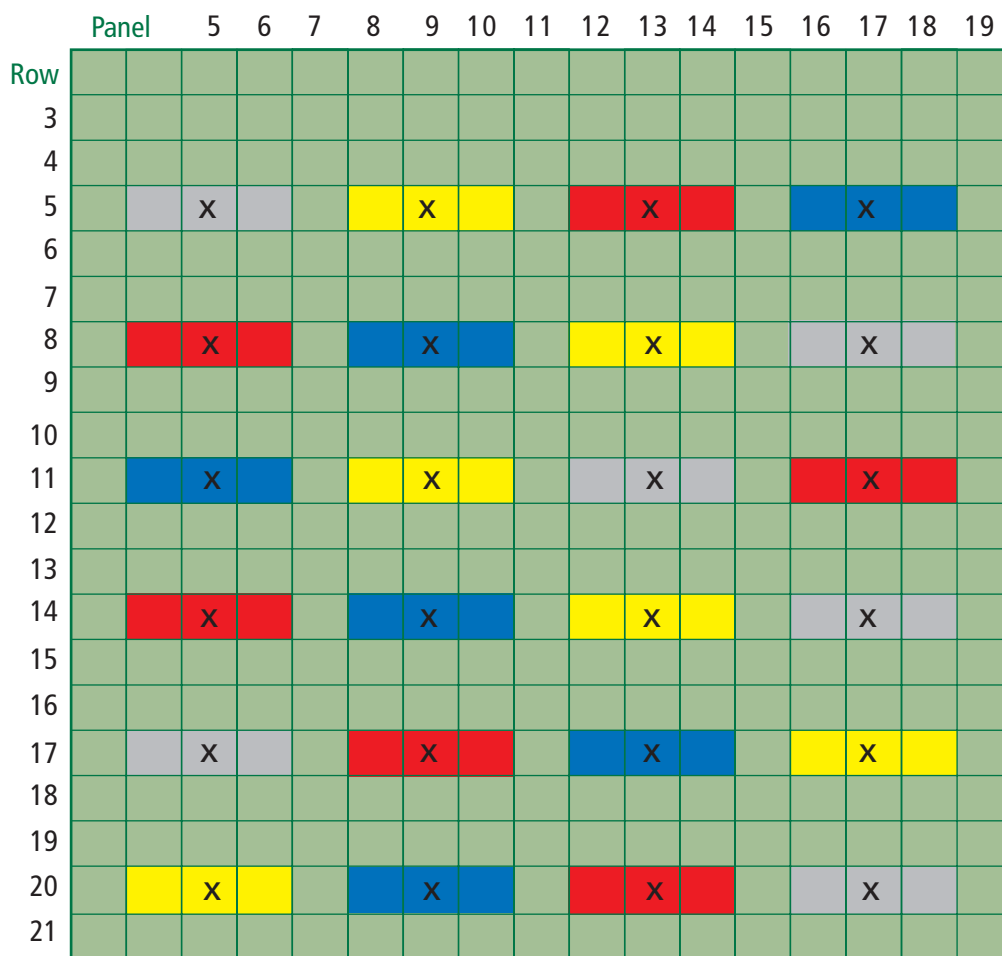 Panel 5 6 7 8 9 10 11 12 13 14 15 16 17 18 19
Row
3
4
5 X X X X
6
7
8 X X X X
9
10
11 X X X X
12
13
14 X X X X
15
16
17 X X X X
18
19
20 X X X X
21